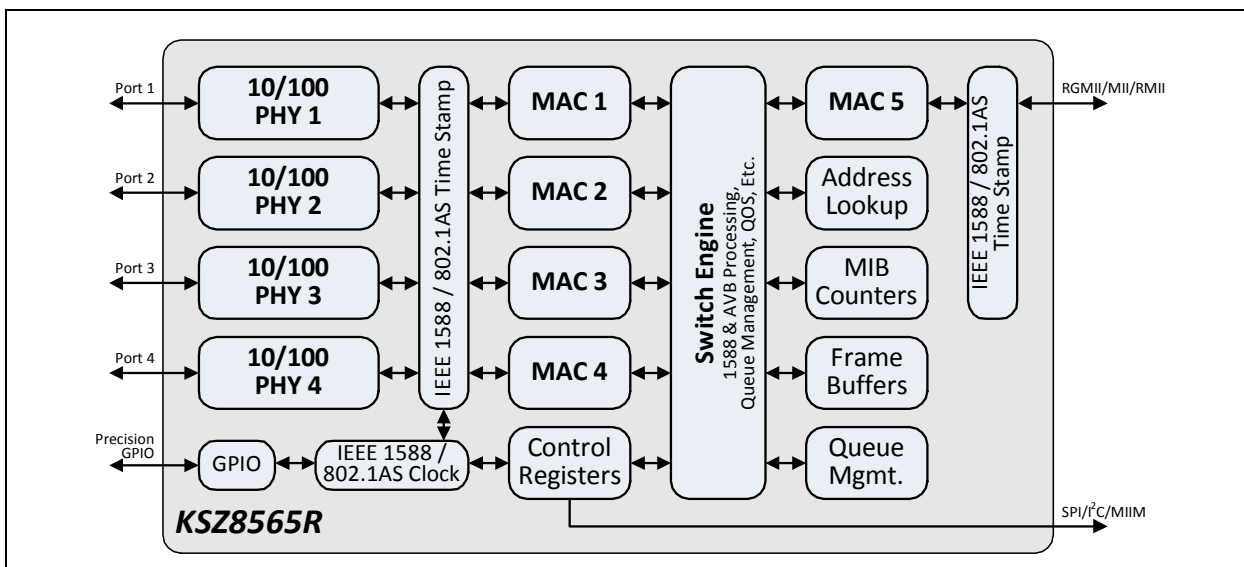 Port 1
10/100
PHY 1
IEEE 1588 / 802.1AS Time Stamp
MAC 1
Switch Engine
1588 & AVB Processing,
Queue Management, QOS, Etc.
MAC 5
IEEE 1588 / 802.1AS
Time Stamp
RGMII/MII/RMII
Port 2
10/100
PHY 2
MAC 2
Address
Lookup
Port 3
10/100
PHY 3
MAC 3
MIB
Counters
Port 4
10/100
PHY 4
MAC 4
Frame
Buffers
Precision
GPIO
GPIO
IEEE 1588 /
802.1AS Clock
Control
Registers
Queue
Mgmt.
KSZ8565R
SPI/I²C/MIIM